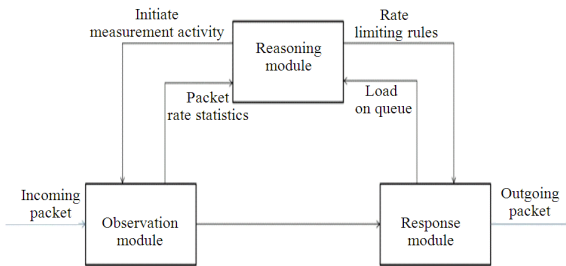 Initiate
measurement activity
Rate
limiting rules
Reasoning
module
Packet
rate statistics
Load
on queue
Incoming
packet
Observation
module
Response
module
Outgoing
packet